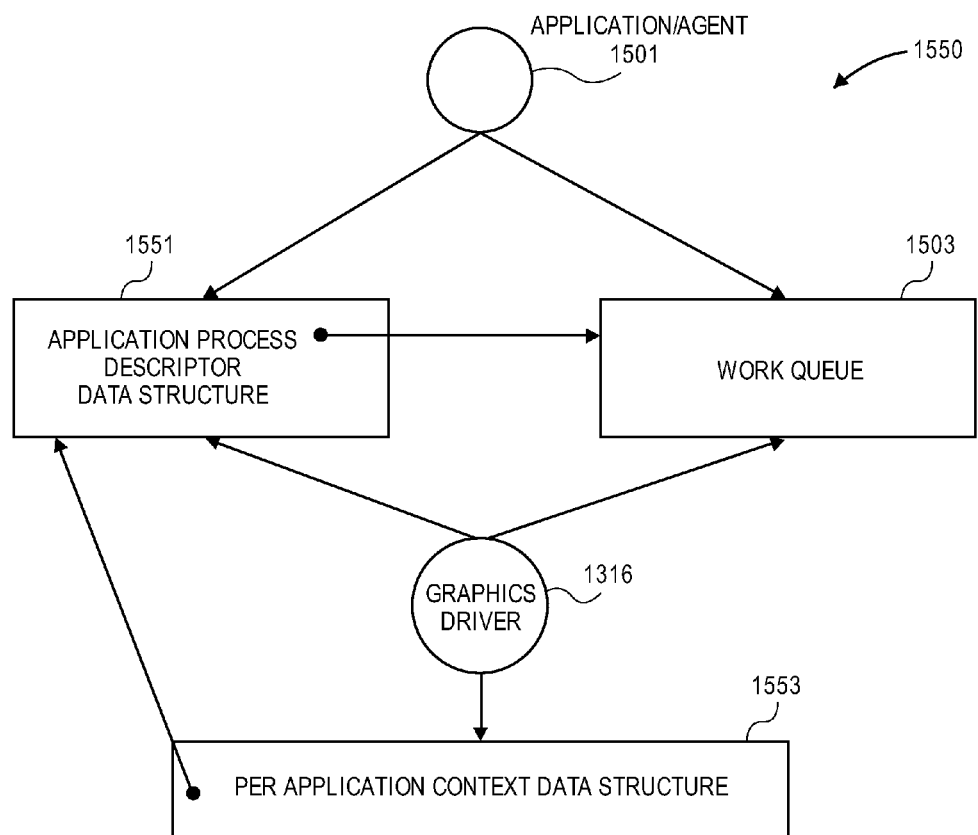 APPLICATION/AGENT
1501
1550
1551
1503
APPLICATION PROCESS
DESCRIPTOR
DATA STRUCTURE
WORK QUEUE
GRAPHICS
DRIVER
1316
1553
PER APPLICATION CONTEXT DATA STRUCTURE